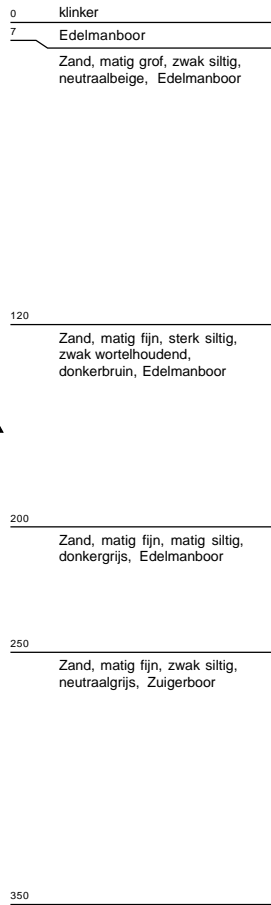 0 klinker
7 Edelmanboor
Zand, matig grof, zwak siltig,
neutraalbeige, Edelmanboor
120
Zand, matig fijn, sterk siltig,
zwak wortelhoudend,
donkerbruin, Edelmanboor
200
Zand, matig fijn, matig siltig,
donkergrijs, Edelmanboor
250
Zand, matig fijn, zwak siltig,
neutraalgrijs, Zuigerboor
350